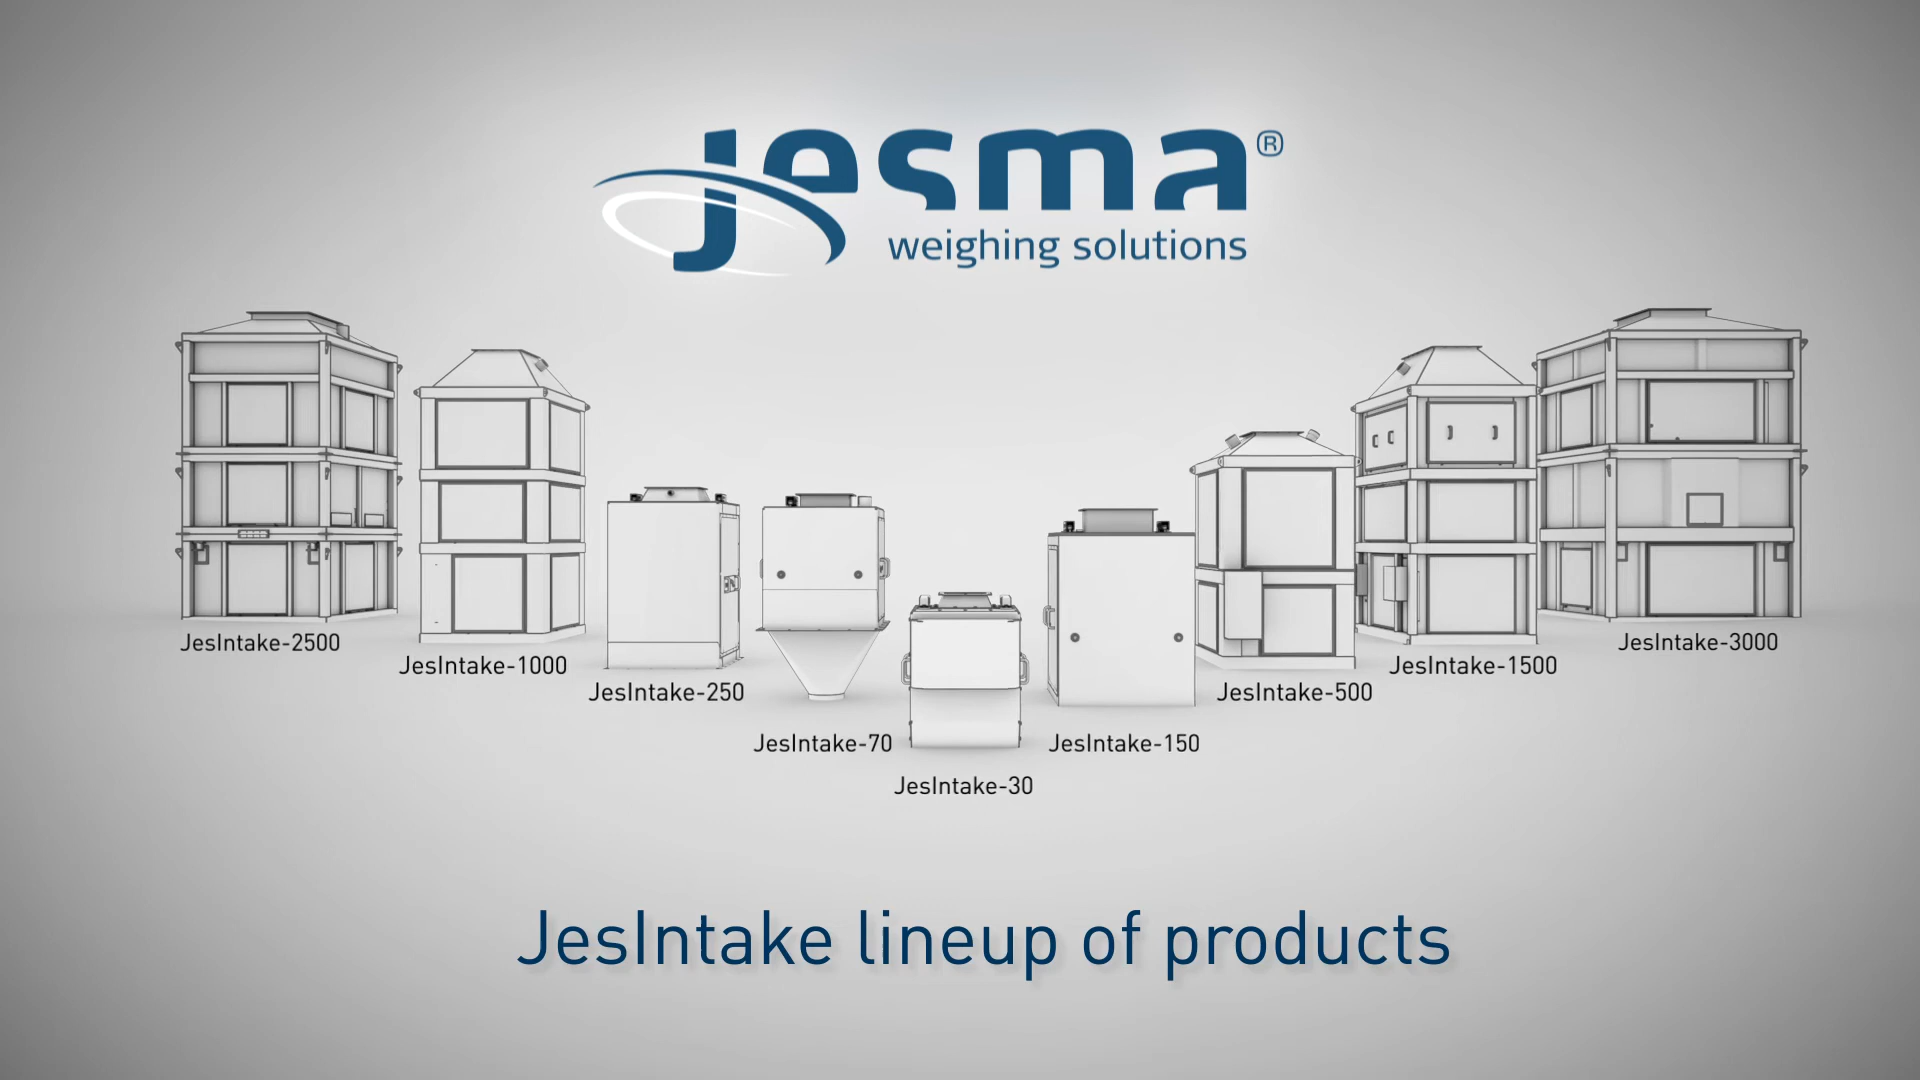 jesma®
weighing solutions
JesIntake-2500
JesIntake-1000
JesIntake-250
JesIntake-70
JesIntake-30
JesIntake-150
JesIntake-500
JesIntake-1500
JesIntake-3000
JesIntake lineup of products